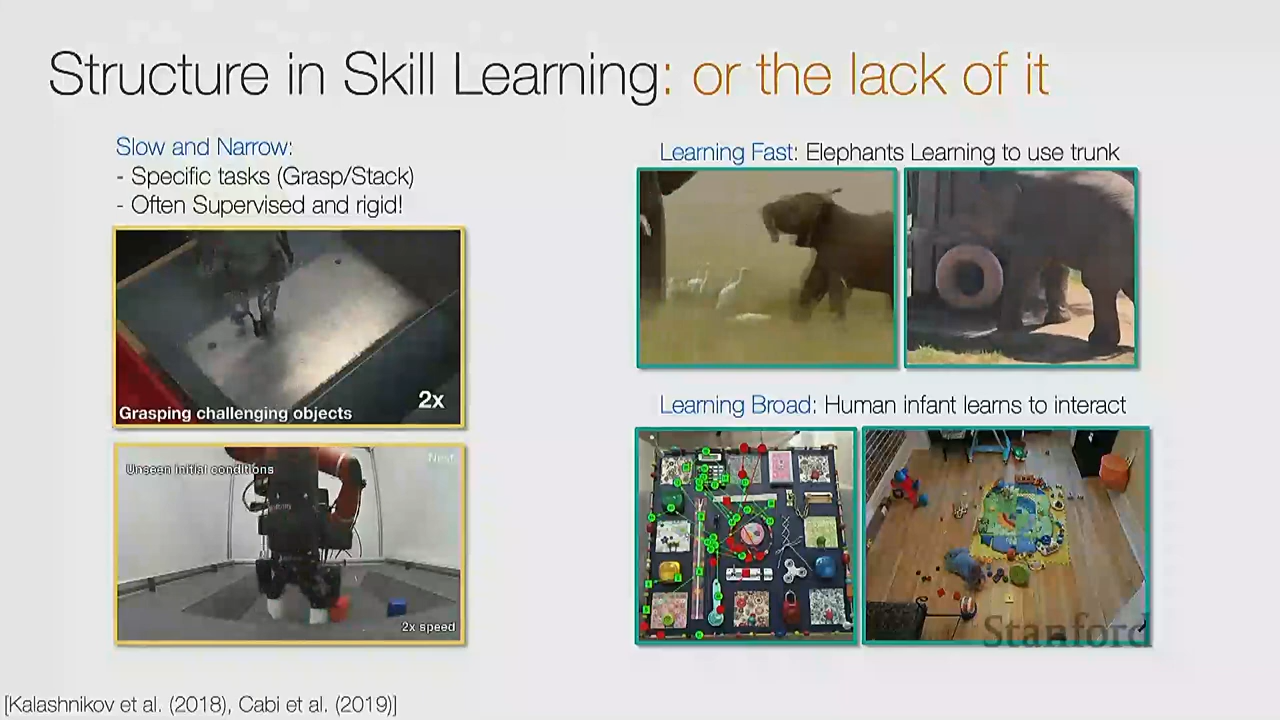 Structure in Skill Learning: or the lack of it
Slow and Narrow:
- Specific tasks (Grasp/Stack)
- Often Supervised and rigid!
Grasping challenging objects
2x
Unseen initial conditions
Nest
2x speed
Learning Fast: Elephants Learning to use trunk
Learning Broad: Human infant learns to interact
Stanford
[Kalashnikov et al. (2018), Cabi et al. (2019)]